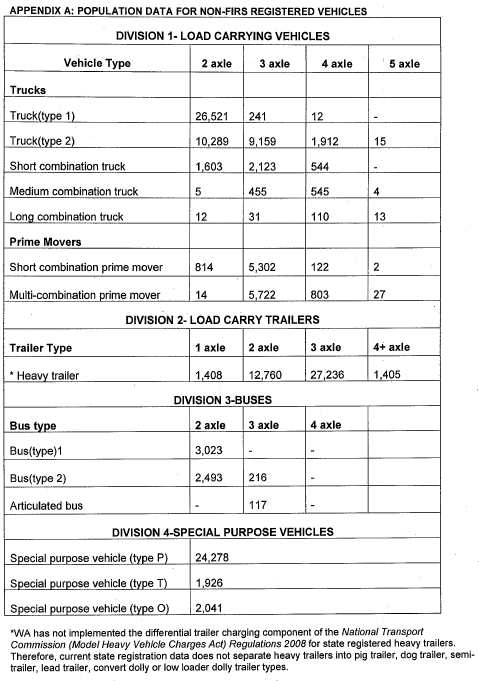 APPENDIX A: POPULATION DATA FOR NON-FIRS REGISTERED VEHICLES
DIVISION 1- LOAD CARRYING VEHICLES
Vehicle Type 2 axle 3 axle 4 axle 5 axle
Trucks
Truck(type 1) 26,521 241 12 -
Truck(type 2) 10,289 9,159 1,912 15
Short combination truck 1,603 2,123 544 -
Medium combination truck 5 455 545 4
Long combination truck 12 31 110 13
Prime Movers
Short combination prime mover 814 5,302 122 2
Multi-combination prime mover 14 5,722 803 27
DIVISION 2- LOAD CARRY TRAILERS
Trailer Type 1 axle 2 axle 3 axle 4+ axle
* Heavy trailer 1,408 12,760 27,236 1,405
DIVISION 3-BUSES
Bus type 2 axle 3 axle 4 axle
Bus(type)1 3,023 - -
Bus(type 2) 2,493 216 -
Articulated bus - 117 -
DIVISION 4-SPECIAL PURPOSE VEHICLES
Special purpose vehicle (type P) 24,278
Special purpose vehicle (type T) 1,926
Special purpose vehicle (type O) 2,041
*WA has not implemented the differential trailer charging component of the National Transport
Commission (Model Heavy Vehicle Charges Act) Regulations 2008 for state registered heavy trailers.
Therefore, current state registration data does not separate heavy trailers into pig trailer, dog trailer, semi-
trailer, lead trailer, convert dolly or low loader dolly trailer types.